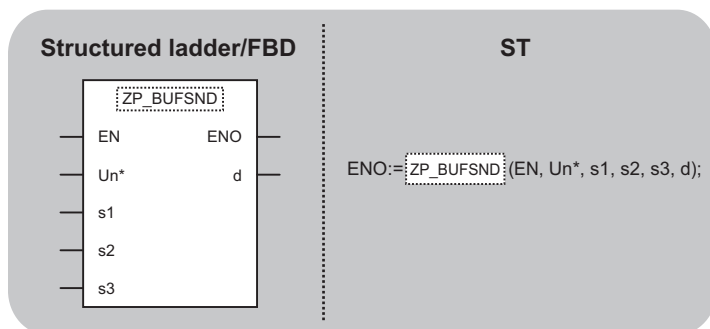 Structured ladder/FBD
ZP_BUFSND
EN ENO
Un* d
s1
s2
s3
ST
ENO:=ZP_BUFSND(EN, Un*, s1, s2, s3, d);